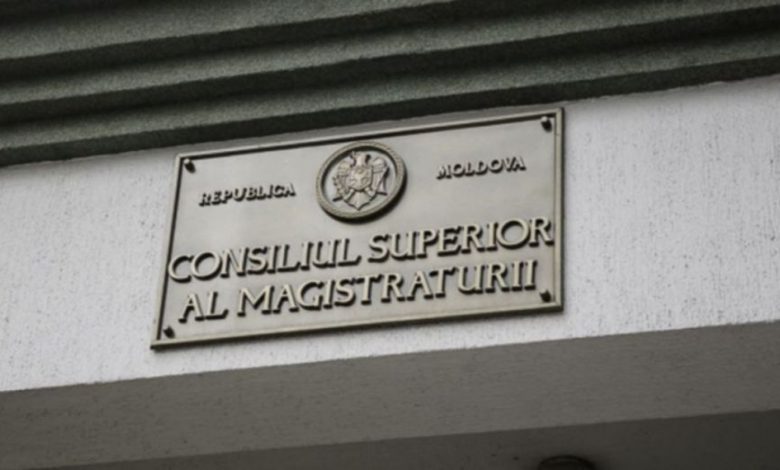 REPUBLICA MOLDOVA
CONSILIUL SUPERIOR
AL MAGISTRATURII